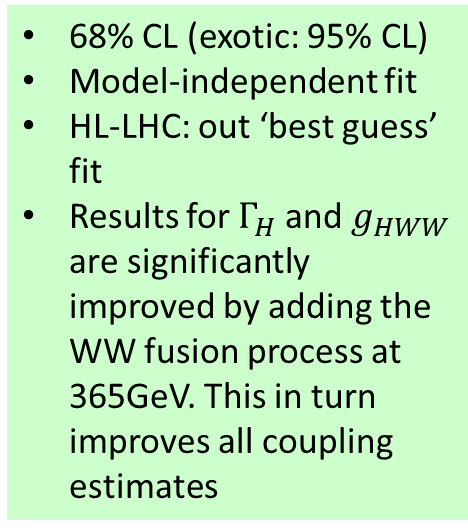 • 68% CL (exotic: 95% CL)
• Model-independent fit
• HL-LHC: out ‘best guess’
fit
• Results for Γ_H and g_HWW
are significantly
improved by adding the
WW fusion process at
365GeV. This in turn
improves all coupling
estimates